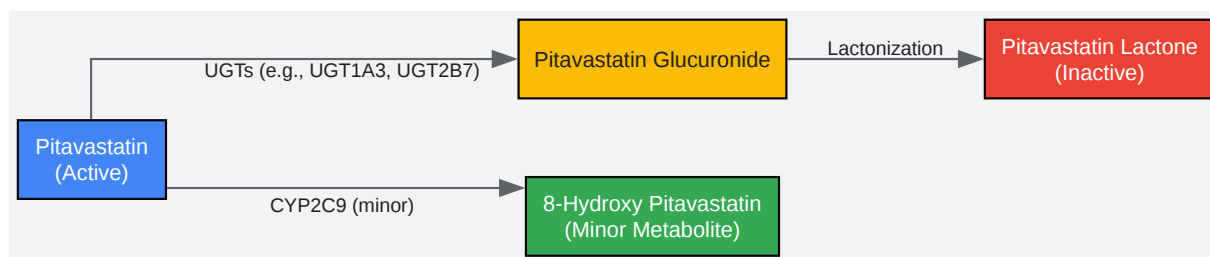 Pitavastatin
(Active)
UGTs (e.g., UGT1A3, UGT2B7)
Pitavastatin Glucuronide
Lactonization
Pitavastatin Lactone
(Inactive)
CYP2C9 (minor)
8-Hydroxy Pitavastatin
(Minor Metabolite)